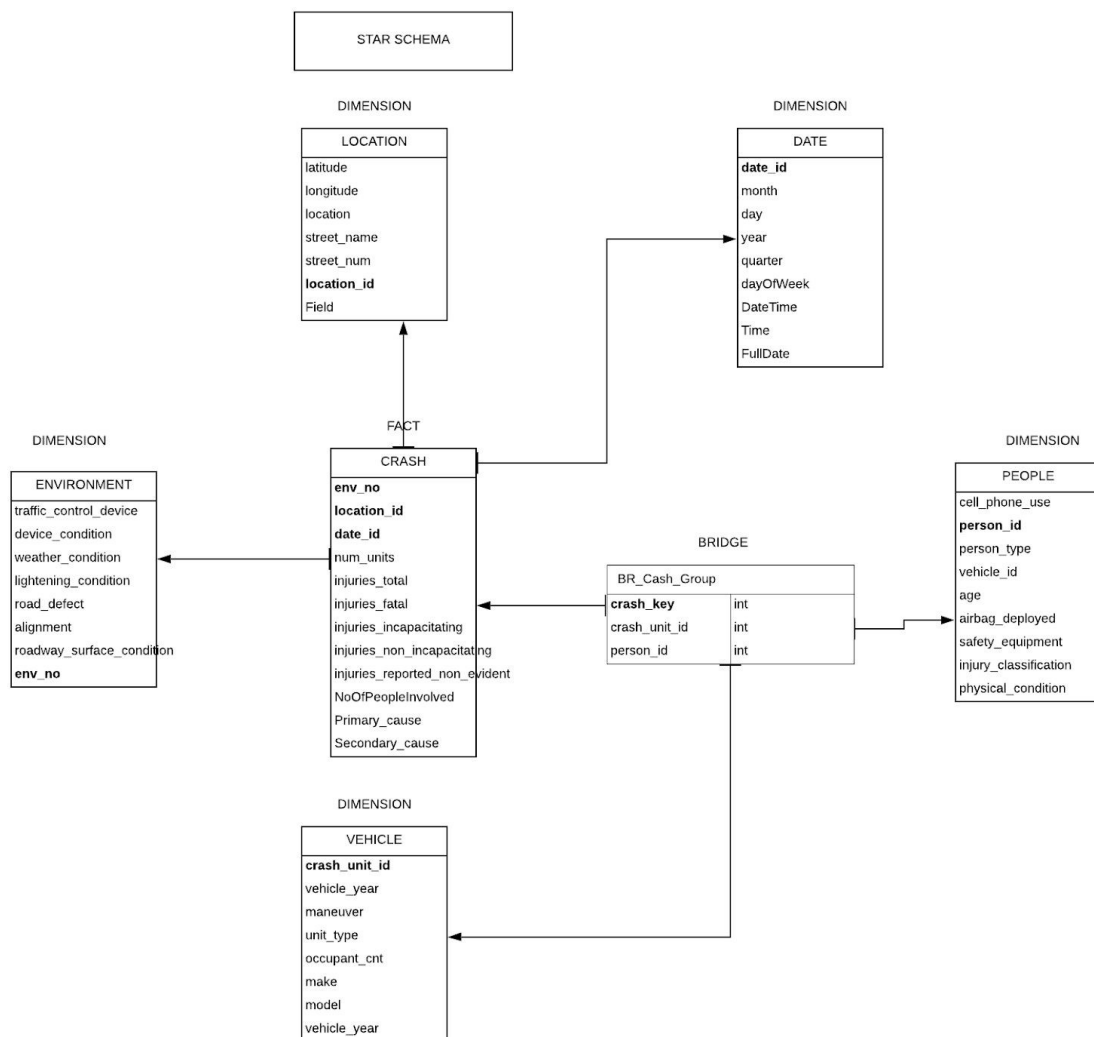 STAR SCHEMA
DIMENSION
LOCATION
latitude
longitude
location
street_name
street_num
location_id
Field
DIMENSION
DATE
date_id
month
day
year
quarter
dayOfWeek
DateTime
Time
FullDate
DIMENSION
ENVIRONMENT
traffic_control_device
device_condition
weather_condition
lightening_condition
road_defect
alignment
roadway_surface_condition
env_no
FACT
CRASH
env_no
location_id
date_id
num_units
injuries_total
injuries_fatal
injuries_incapacitating
injuries_non_incapacitating
injuries_reported_non_evident
NoOfPeopleInvolved
Primary_cause
Secondary_cause
BRIDGE
BR_Cash_Group
crash_key int
crash_unit_id int
person_id int
DIMENSION
PEOPLE
cell_phone_use
person_id
person_type
vehicle_id
age
airbag_deployed
safety_equipment
injury_classification
physical_condition
DIMENSION
VEHICLE
crash_unit_id
vehicle_year
maneuver
unit_type
occupant_cnt
make
model
vehicle_year